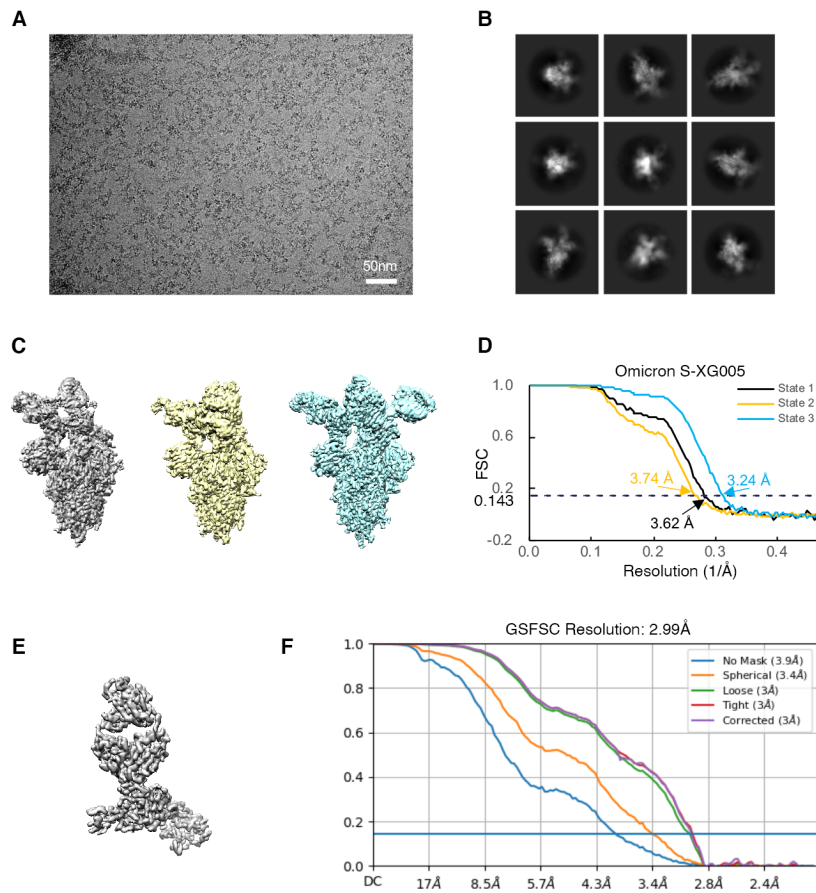 A
50nm
B
C
D
Omicron S-XG005
State 1
State 2
State 3
1.0
0.6
0.2
0.143
-0.2
FSC
3.74 Å
3.24 Å
3.62 Å
0.0 0.1 0.2 0.3 0.4
Resolution (1/Å)
E
F
GSFSC Resolution: 2.99Å
No Mask (3.9Å)
Spherical (3.4Å)
Loose (3Å)
Tight (3Å)
Corrected (3Å)
1.0
0.8
0.6
0.4
0.2
0.0
DC 17Å 8.5Å 5.7Å 4.3Å 3.4Å 2.8Å 2.4Å